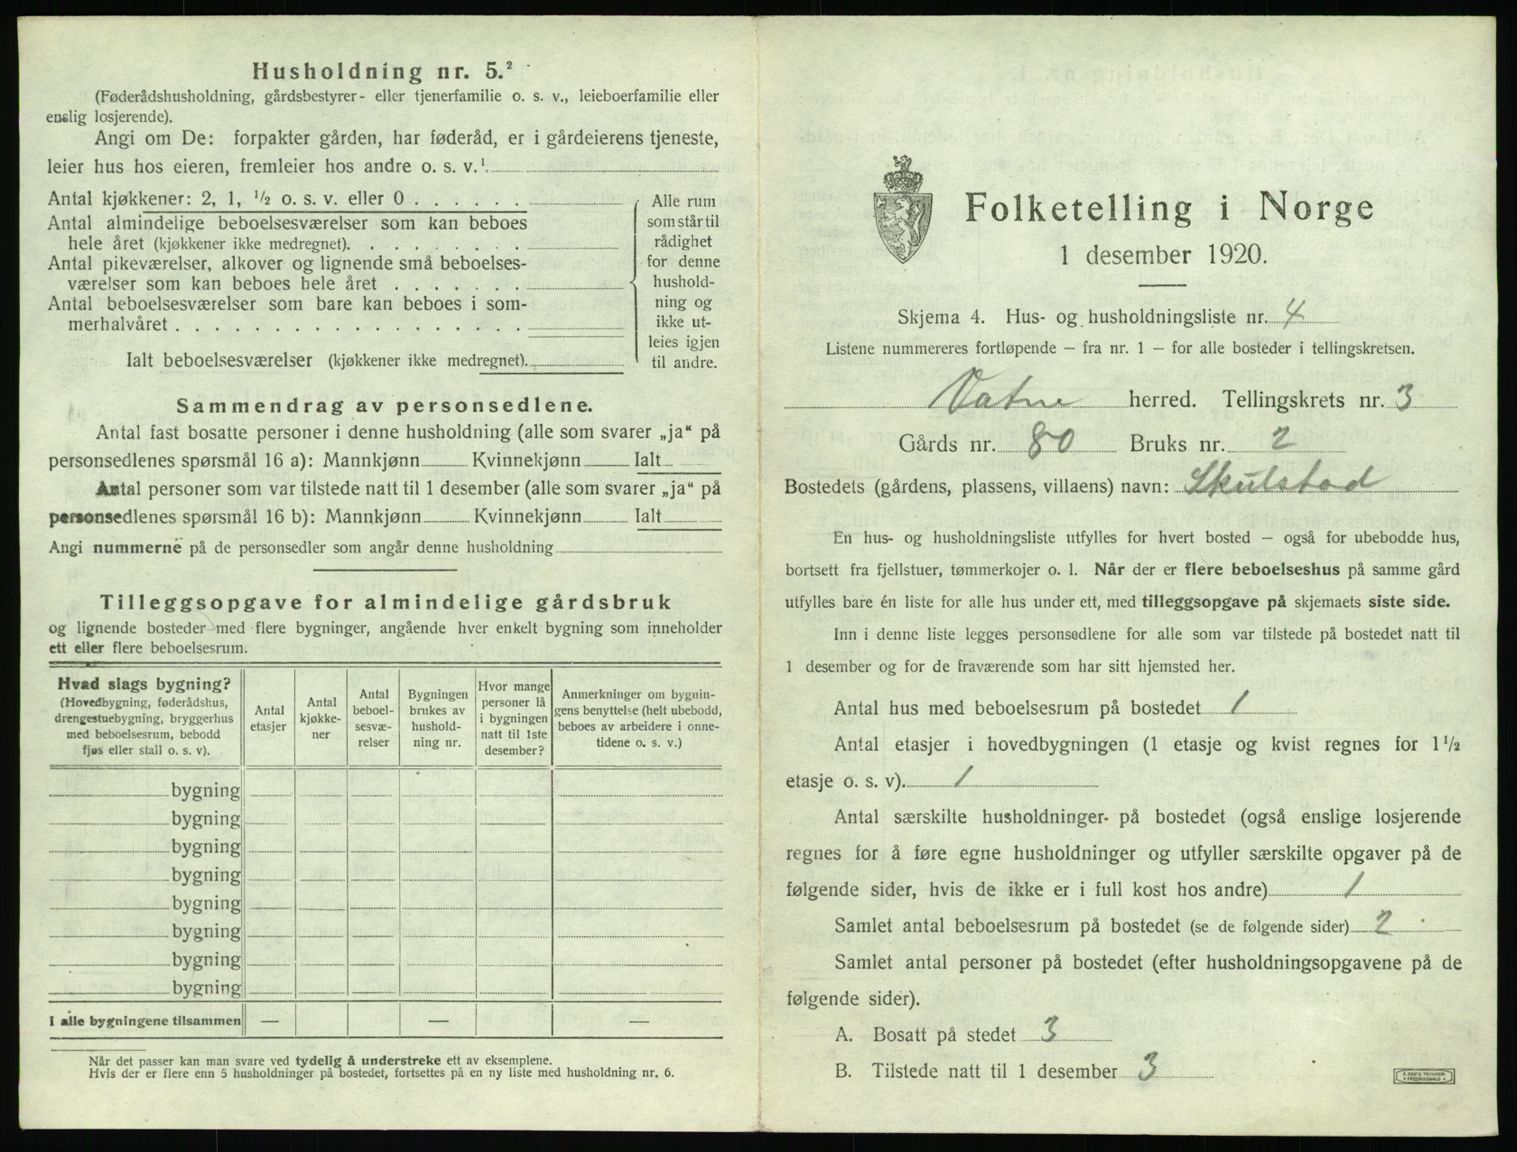 Husholdning nr. 5.²
(Føderådshusholdning, gårdsbestyrer- eller tjenerfamilie o. s. v., leieboerfamilie eller
enslig losjerende).
Angi om De: forpakter gården, har føderåd, er i gårdeierens tjeneste,
leier hus hos eieren, fremleier hos andre o. s. v.¹
Antal kjøkkener: 2, 1, ½ o. s. v. eller 0 . . . . . .
Antal almindelige beboelsesværelser som kan beboes
hele året (kjøkkener ikke medregnet). . . . . . . . .
Antal pikeværelser, alkover og lignende små beboelses-
værelser som kan beboes hele året . . . . . . .
Antal beboelsesværelser som bare kan beboes i som-
merhalvåret . . . . . . . . . . . . . . . . . .
Ialt beboelsesværelser (kjøkkener ikke medregnet).
Alle rum
som står til
rådighet
for denne
hushold-
ning og
ikke ut-
leies igjen
til andre.
Sammendrag av personsedlene.
Antal fast bosatte personer i denne husholdning (alle som svarer „ja“ på
personsedlenes spørsmål 16 a): Mannkjønn Kvinnekjønn Ialt
Antal personer som var tilstede natt til 1 desember (alle som svarer „ja“ på
personsedlenes spørsmål 16 b): Mannkjønn Kvinnekjønn Ialt
Angi nummerne på de personsedler som angår denne husholdning
Tilleggsopgave for almindelige gårdsbruk
og lignende bosteder med flere bygninger, angående hver enkelt bygning som inneholder
ett eller flere beboelsesrum.
Hvad slags bygning?
(Hovedbygning, føderådshus,
drengestuebygning, bryggerhus
med beboelsesrum, bebodd
fjøs eller stall o. s. v).
Antal
etasjer
Antal
kjøkke-
ner
Antal
beboel-
sesvæ-
relser
Bygningen
brukes av
hushold-
ning nr.
Hvor mange
personer lå
i bygningen
natt til 1ste
desember?
Anmerkninger om bygnin-
gens benyttelse (helt ubebodd,
beboes av arbeidere i onne-
tidene o. s. v.)
bygning
bygning
bygning
bygning
bygning
bygning
bygning
bygning
I alle bygningene tilsammen — — —
Når det passer kan man svare ved tydelig å understreke ett av eksemplene.
Hvis der er flere enn 5 husholdninger på bostedet, fortsettes på en ny liste med husholdning nr. 6.
Folketelling i Norge
1 desember 1920.
Skjema 4. Hus- og husholdningsliste nr. 4
Listene nummereres fortløpende — fra nr. 1 — for alle bosteder i tellingskretsen.
Vatne herred. Tellingskrets nr. 3
Gårds nr. 80 Bruks nr. 2
Bostedets (gårdens, plassens, villaens) navn: Skulstad
En hus- og husholdningsliste utfylles for hvert bosted — også for ubebodde hus,
bortsett fra fjellstuer, tømmerkojer o. l. Når der er flere beboelseshus på samme gård
utfylles bare én liste for alle hus under ett, med tilleggsopgave på skjemaets siste side.
Inn i denne liste legges personsedlene for alle som var tilstede på bostedet natt til
1 desember og for de fraværende som har sitt hjemsted her.
Antal hus med beboelsesrum på bostedet 1
Antal etasjer i hovedbygningen (1 etasje og kvist regnes for 1½
etasje o. s. v). 1
Antal særskilte husholdninger på bostedet (også enslige losjerende
regnes for å føre egne husholdninger og utfyller særskilte opgaver på de
følgende sider, hvis de ikke er i full kost hos andre) 1
Samlet antal beboelsesrum på bostedet (se de følgende sider) 2
Samlet antal personer på bostedet (efter husholdningsopgavene på de
følgende sider).
A. Bosatt på stedet 3
B. Tilstede natt til 1 desember 3